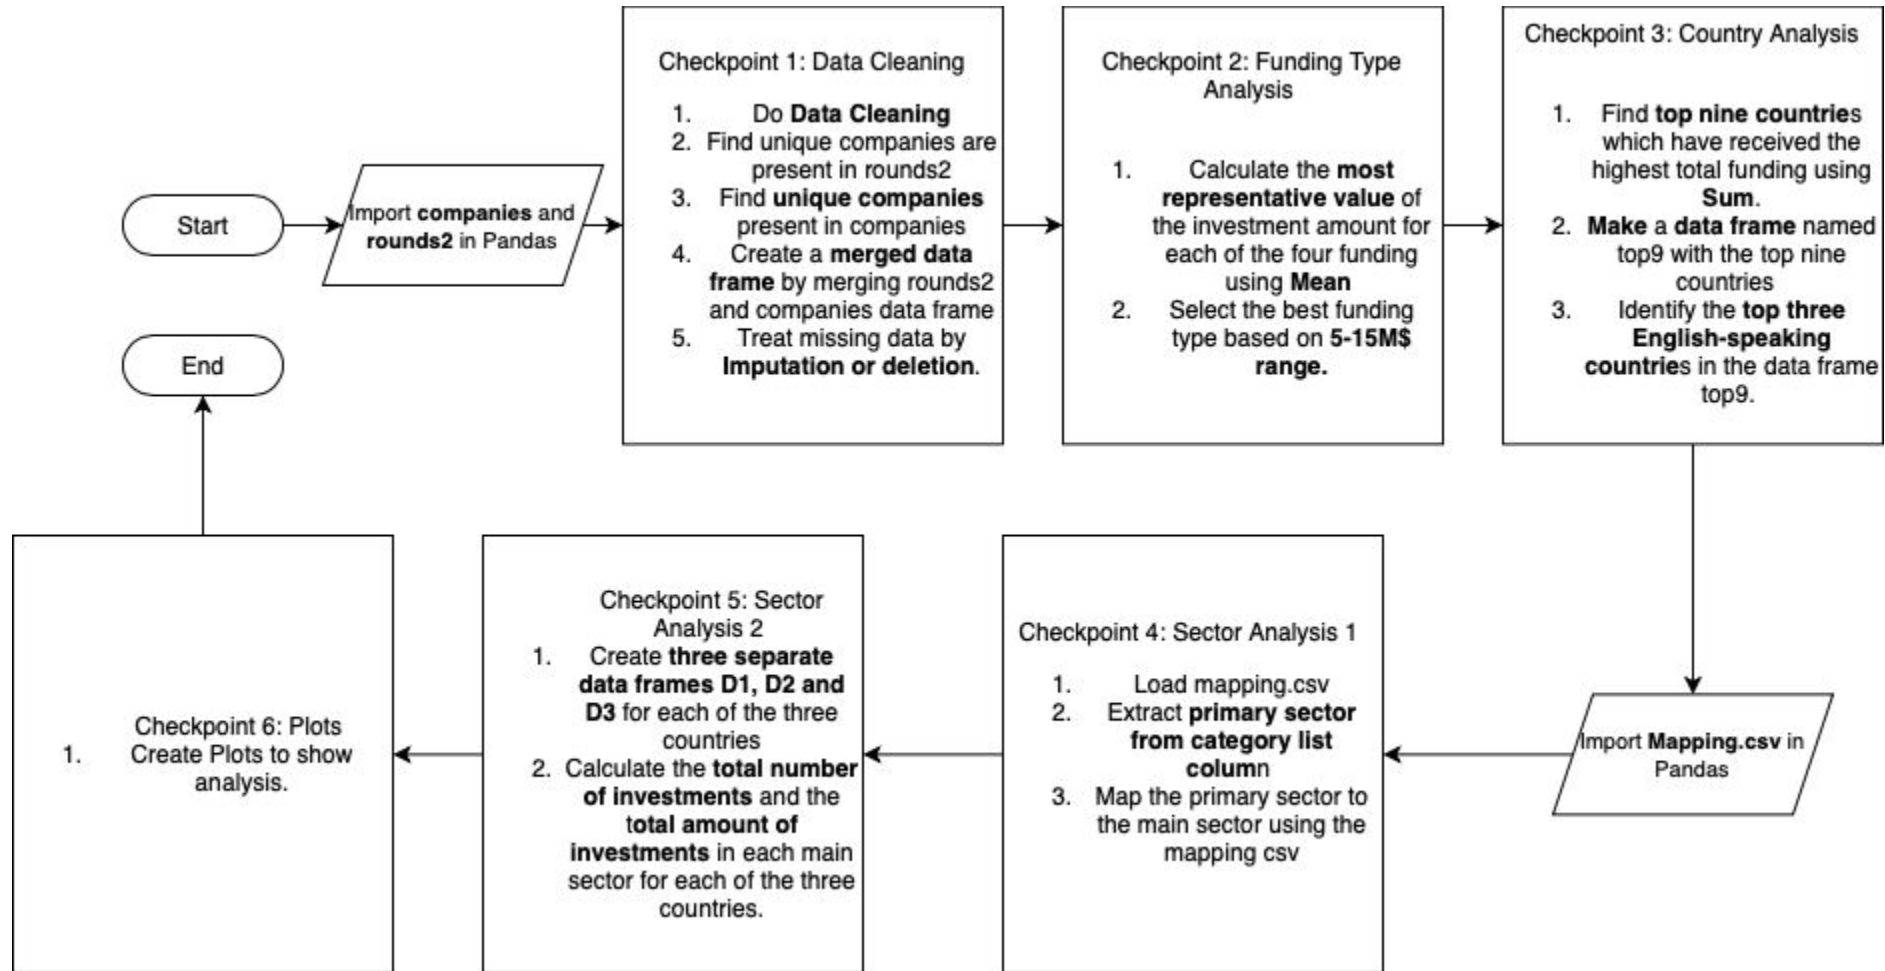 Start
Import companies and
rounds2 in Pandas
Checkpoint 1: Data Cleaning
1. Do Data Cleaning
2. Find unique companies are
present in rounds2
3. Find unique companies
present in companies
4. Create a merged data
frame by merging rounds2
and companies data frame
5. Treat missing data by
Imputation or deletion.
Checkpoint 2: Funding Type
Analysis
1. Calculate the most
representative value of
the investment amount for
each of the four funding
using Mean
2. Select the best funding
type based on 5-15M$
range.
Checkpoint 3: Country Analysis
1. Find top nine countries
which have received the
highest total funding using
Sum.
2. Make a data frame named
top9 with the top nine
countries
3. Identify the top three
English-speaking
countries in the data frame
top9.
Import Mapping.csv in
Pandas
Checkpoint 4: Sector Analysis 1
1. Load mapping.csv
2. Extract primary sector
from category list
column
3. Map the primary sector to
the main sector using the
mapping csv
Checkpoint 5: Sector
Analysis 2
1. Create three separate
data frames D1, D2 and
D3 for each of the three
countries
2. Calculate the total number
of investments and the
total amount of
investments in each main
sector for each of the three
countries.
Checkpoint 6: Plots
1. Create Plots to show
analysis.
End